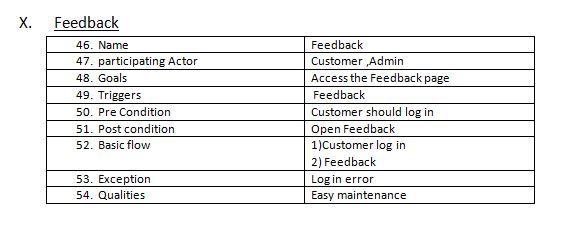 X. Feedback
46. Name Feedback
47. participating Actor Customer ,Admin
48. Goals Access the Feedback page
49. Triggers Feedback
50. Pre Condition Customer should log in
51. Post condition Open Feedback
52. Basic flow 1)Customer log in
2) Feedback
53. Exception Log in error
54. Qualities Easy maintenance